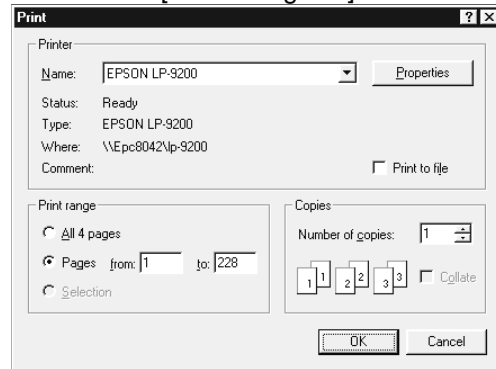 Print
Printer
Name: EPSON LP-9200 Properties
Status: Ready
Type: EPSON LP-9200
Where: \\Epc8042\lp-9200
Comment: Print to file
Print range
All 4 pages
Pages from: 1 to: 228
Selection
Copies
Number of copies: 1
1 1 2 2 3 3 Collate
OK Cancel